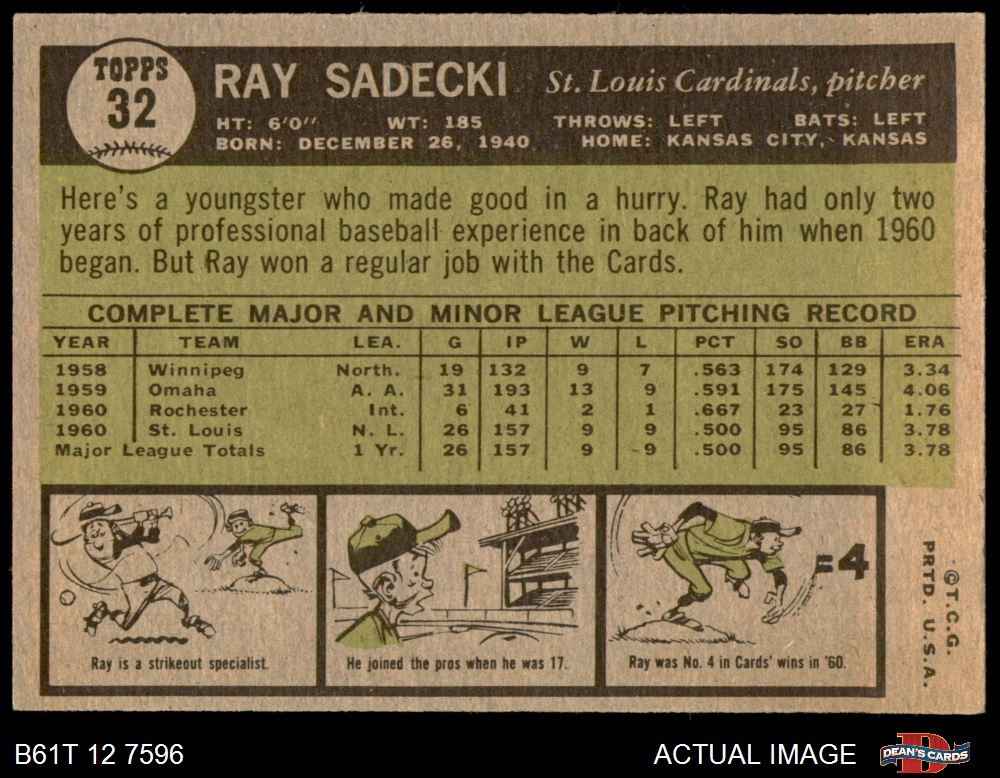 TOPPS
32
RAY SADECKI St. Louis Cardinals, pitcher
HT: 6'0" WT: 185 THROWS: LEFT BATS: LEFT
BORN: DECEMBER 26, 1940 HOME: KANSAS CITY, KANSAS
Here's a youngster who made good in a hurry. Ray had only two
years of professional baseball experience in back of him when 1960
began. But Ray won a regular job with the Cards.
COMPLETE MAJOR AND MINOR LEAGUE PITCHING RECORD
YEAR TEAM LEA. G IP W L PCT SO BB ERA
1958 Winnipeg North. 19 132 9 7 .563 174 129 3.34
1959 Omaha A. A. 31 193 13 9 .591 175 145 4.06
1960 Rochester Int. 6 41 2 1 .667 23 27 1.76
1960 St. Louis N. L. 26 157 9 9 .500 95 86 3.78
Major League Totals 1 Yr. 26 157 9 9 .500 95 86 3.78
=4
Ray is a strikeout specialist.
He joined the pros when he was 17.
Ray was No. 4 in Cards' wins in '60.
©T.C.G.
PRTD. U.S.A.
B61T 12 7596 ACTUAL IMAGE DEAN'S CARDS